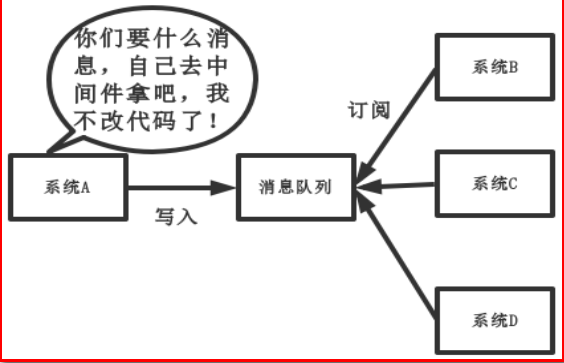 你们要什么消
息，自己去中
间件拿吧，我
不改代码了！
系统B
订阅
系统A
消息队列
系统C
写入
系统D